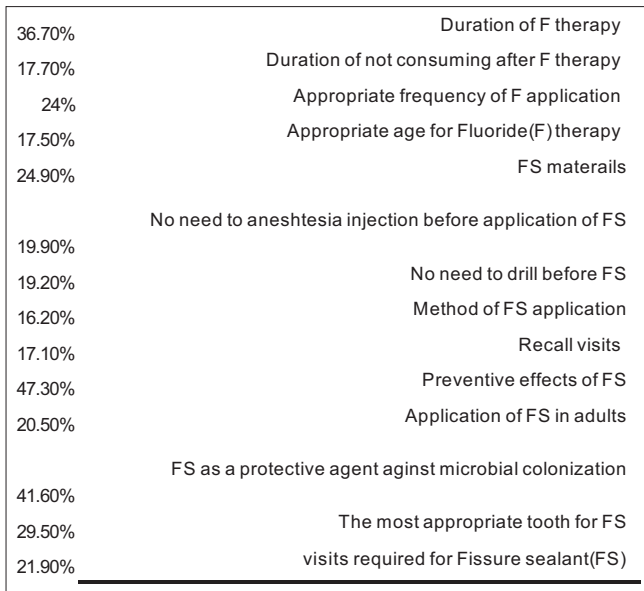 36.70% Duration of F therapy
17.70% Duration of not consuming after F therapy
24% Appropriate frequency of F application
17.50% Appropriate age for Fluoride(F) therapy
24.90% FS materails
No need to aneshtesia injection before application of FS
19.90%
19.20% No need to drill before FS
16.20% Method of FS application
17.10% Recall visits
47.30% Preventive effects of FS
20.50% Application of FS in adults
FS as a protective agent aginst microbial colonization
41.60%
29.50% The most appropriate tooth for FS
21.90% visits required for Fissure sealant(FS)